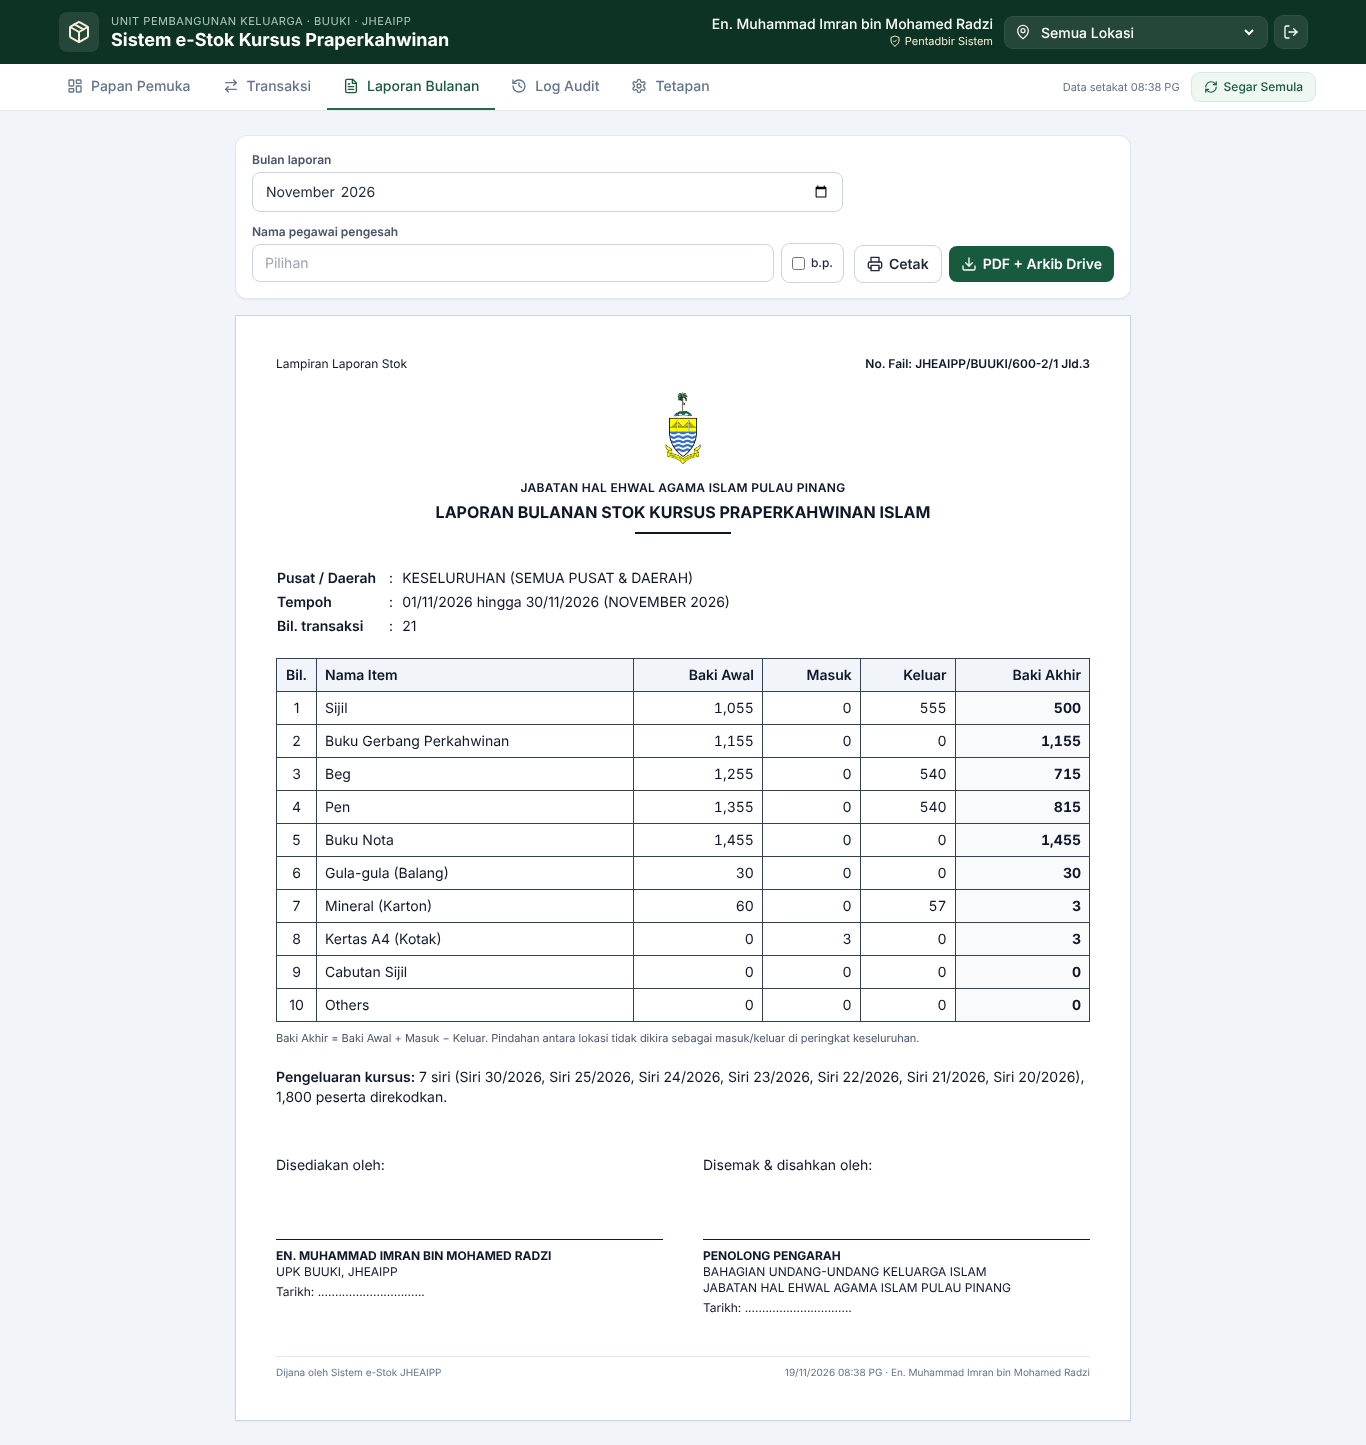 UNIT PEMBANGUNAN KELUARGA · BUUKI · JHEAIPP
Sistem e-Stok Kursus Praperkahwinan
En. Muhammad Imran bin Mohamed Radzi
Pentadbir Sistem
Semua Lokasi
Papan Pemuka
Transaksi
Laporan Bulanan
Log Audit
Tetapan
Data setakat 08:38 PG
Segar Semula
Bulan laporan
November 2026
Nama pegawai pengesah
Pilihan
b.p.
Cetak
PDF + Arkib Drive
Lampiran Laporan Stok
No. Fail: JHEAIPP/BUUKI/600-2/1 Jld.3
JABATAN HAL EHWAL AGAMA ISLAM PULAU PINANG
LAPORAN BULANAN STOK KURSUS PRAPERKAHWINAN ISLAM
Pusat / Daerah : KESELURUHAN (SEMUA PUSAT & DAERAH)
Tempoh : 01/11/2026 hingga 30/11/2026 (NOVEMBER 2026)
Bil. transaksi : 21
Bil. Nama Item Baki Awal Masuk Keluar Baki Akhir
1 Sijil 1,055 0 555 500
2 Buku Gerbang Perkahwinan 1,155 0 0 1,155
3 Beg 1,255 0 540 715
4 Pen 1,355 0 540 815
5 Buku Nota 1,455 0 0 1,455
6 Gula-gula (Balang) 30 0 0 30
7 Mineral (Karton) 60 0 57 3
8 Kertas A4 (Kotak) 0 3 0 3
9 Cabutan Sijil 0 0 0 0
10 Others 0 0 0 0
Baki Akhir = Baki Awal + Masuk − Keluar. Pindahan antara lokasi tidak dikira sebagai masuk/keluar di peringkat keseluruhan.
Pengeluaran kursus: 7 siri (Siri 30/2026, Siri 25/2026, Siri 24/2026, Siri 23/2026, Siri 22/2026, Siri 21/2026, Siri 20/2026),
1,800 peserta direkodkan.
Disediakan oleh:
EN. MUHAMMAD IMRAN BIN MOHAMED RADZI
UPK BUUKI, JHEAIPP
Tarikh: ...............................
Disemak & disahkan oleh:
PENOLONG PENGARAH
BAHAGIAN UNDANG-UNDANG KELUARGA ISLAM
JABATAN HAL EHWAL AGAMA ISLAM PULAU PINANG
Tarikh: ...............................
Dijana oleh Sistem e-Stok JHEAIPP
19/11/2026 08:38 PG · En. Muhammad Imran bin Mohamed Radzi